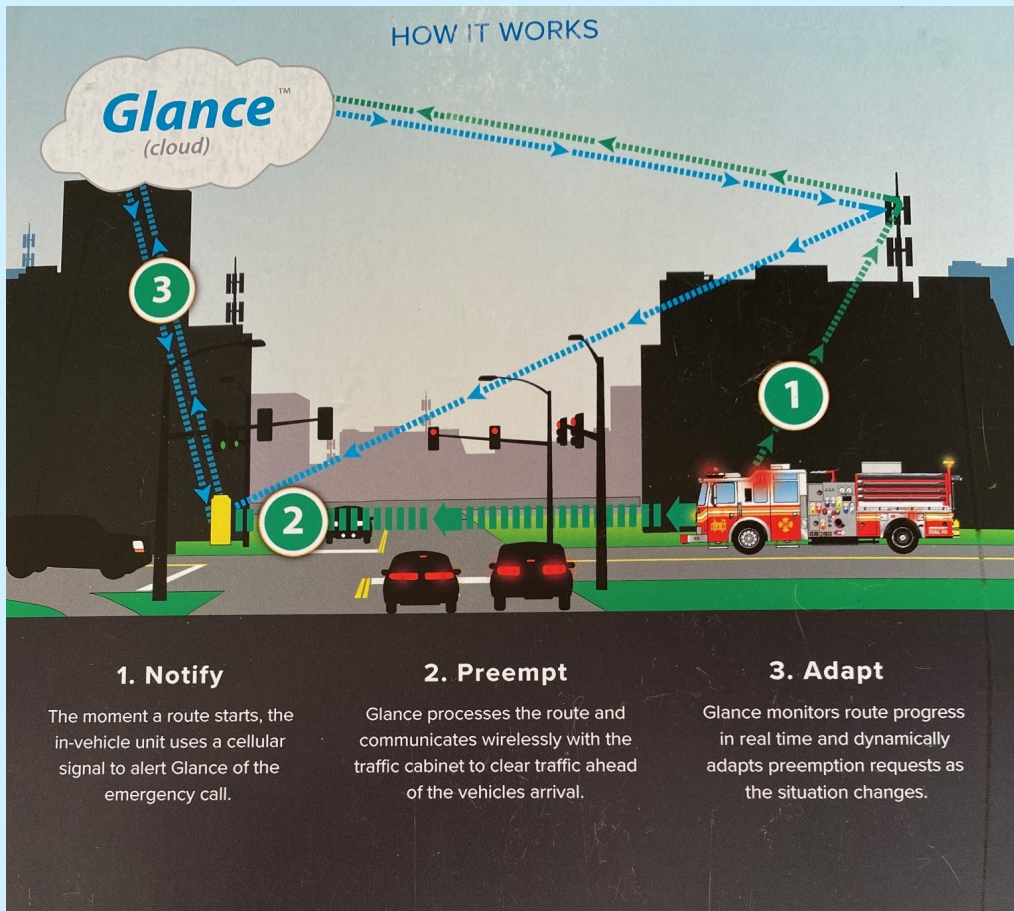 HOW IT WORKS
Glance™
(cloud)
3
1
2
1. Notify
The moment a route starts, the
in-vehicle unit uses a cellular
signal to alert Glance of the
emergency call.
2. Preempt
Glance processes the route and
communicates wirelessly with the
traffic cabinet to clear traffic ahead
of the vehicles arrival.
3. Adapt
Glance monitors route progress
in real time and dynamically
adapts preemption requests as
the situation changes.